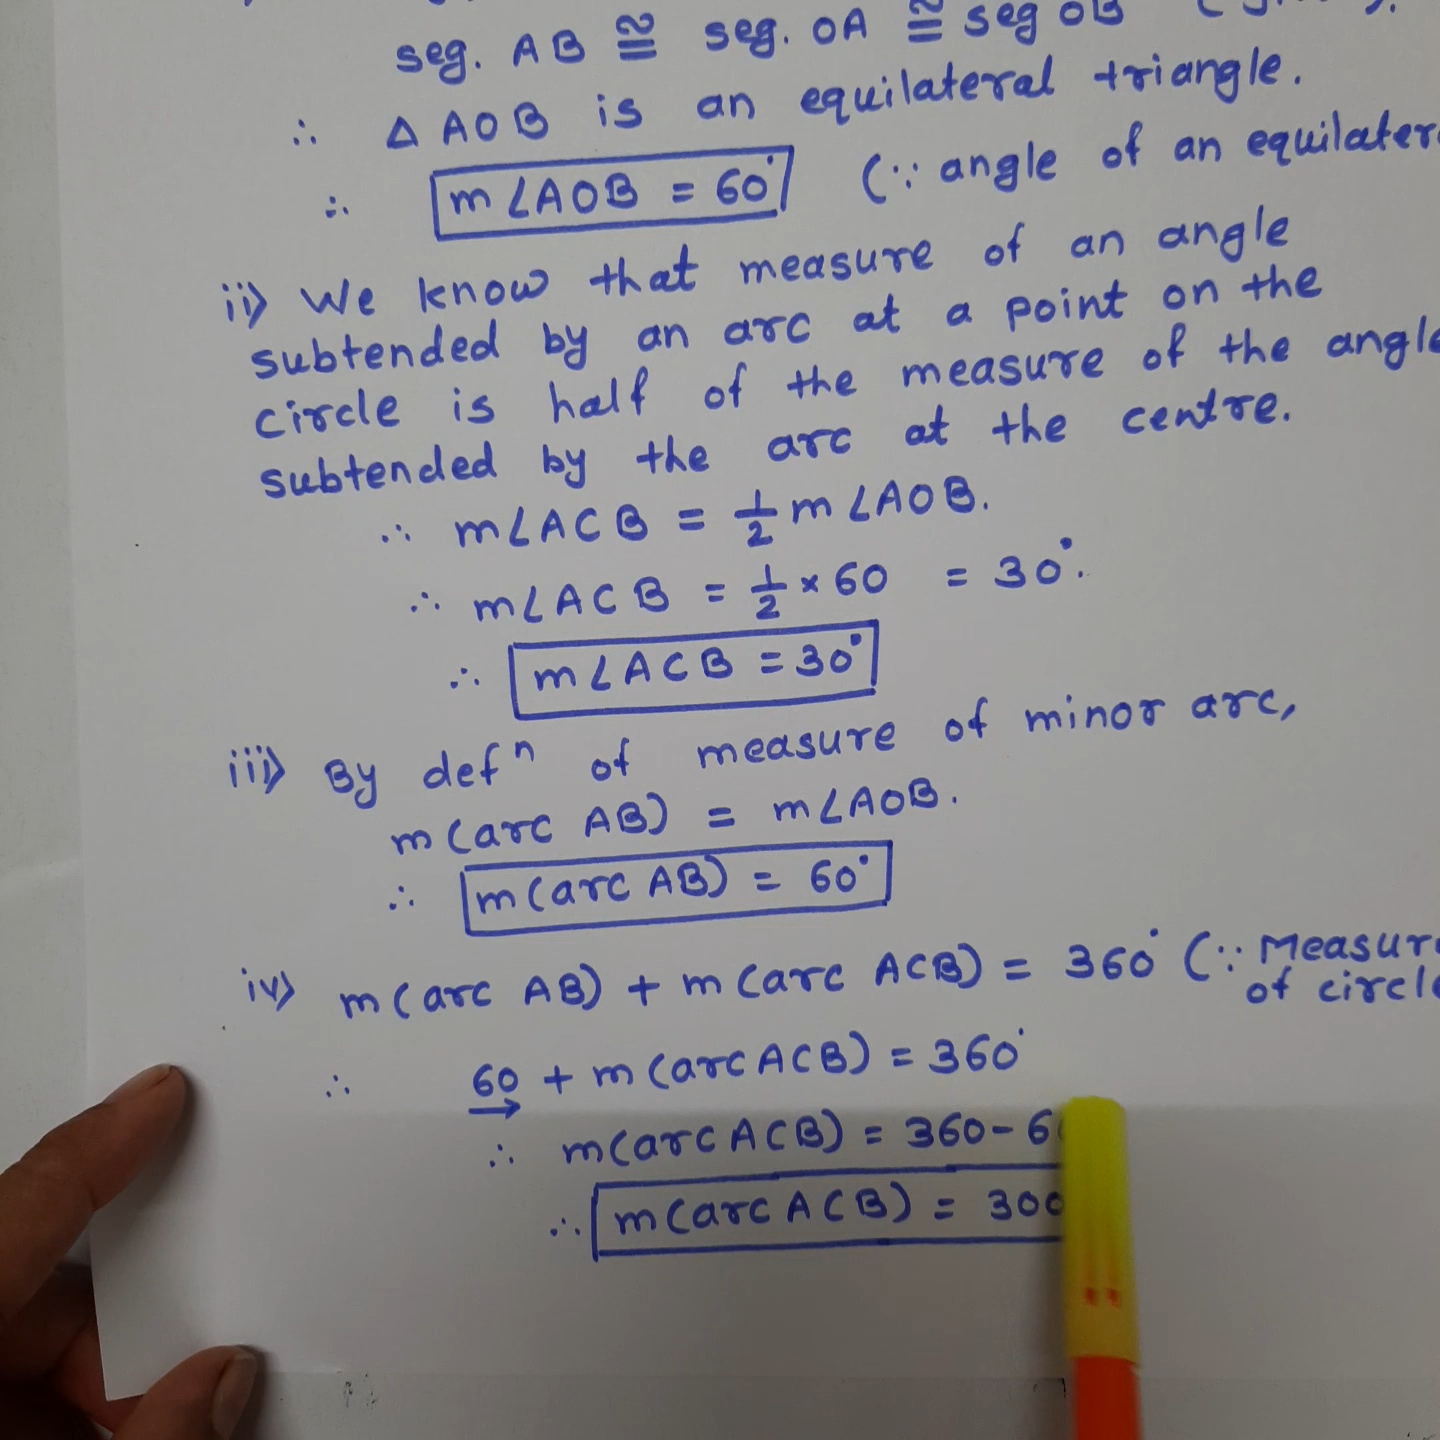 seg. AB ≅ seg. OA ≅ seg OB
∴ △ AOB is an equilateral triangle.
∴ m∠AOB = 60° (∵ angle of an
ii) We know that measure of an angle
subtended by an arc at a point on the
circle is half of the measure of the
subtended by the arc at the centre.
∴ m∠ACB = 1/2 m∠AOB.
∴ m∠ACB = 1/2 × 60 = 30°.
∴ m∠ACB = 30°
iii) By defⁿ of measure of minor arc,
m(arc AB) = m∠AOB.
∴ m(arc AB) = 60°
iv) m(arc AB) + m(arc ACB) = 360° (∵
of
∴ 60 + m(arc ACB) = 360°
∴ m(arc ACB) = 360 - 6
∴ m(arc ACB) = 300